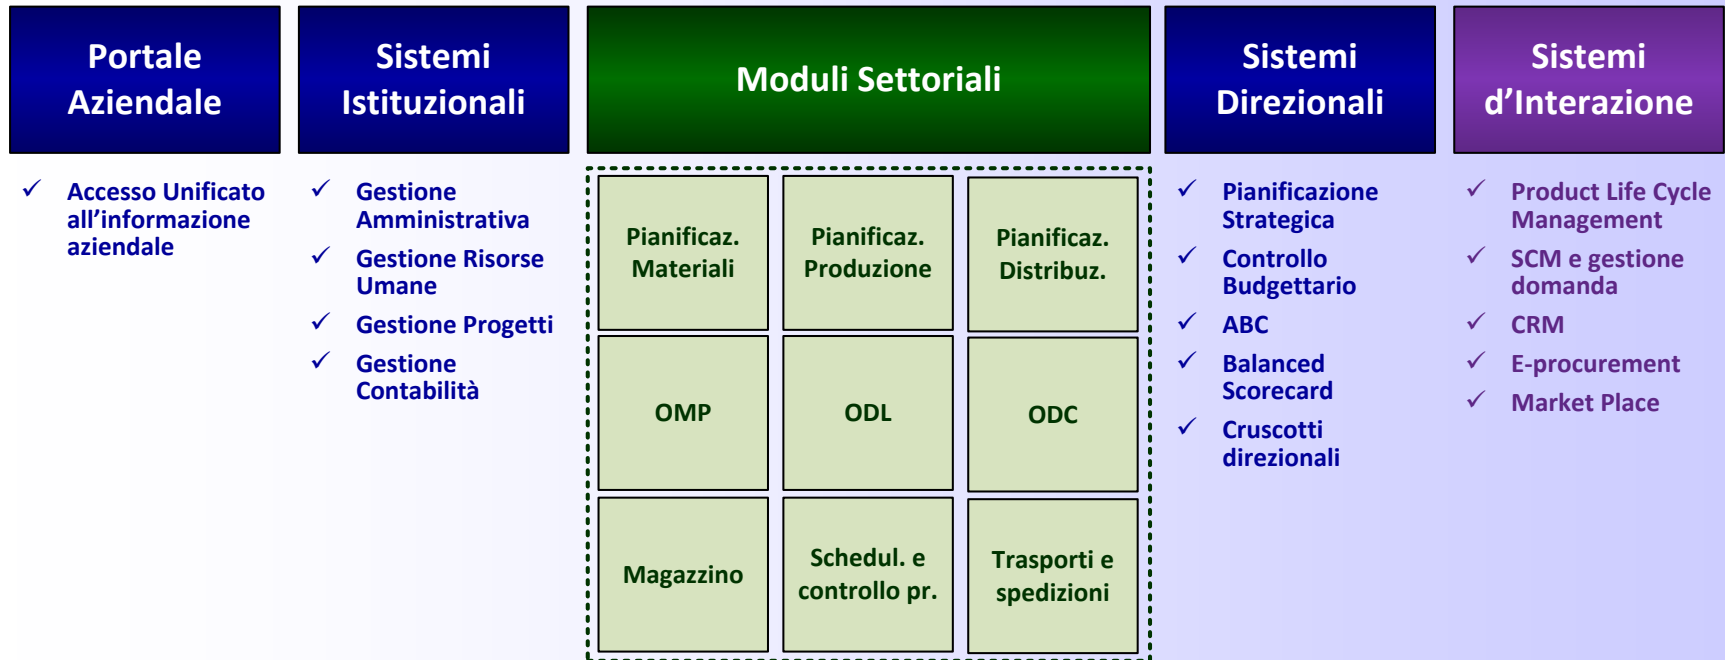 Portale
Aziendale
Sistemi
Istituzionali
Moduli Settoriali
Sistemi
Direzionali
Sistemi
d'Interazione
✓ Accesso Unificato
all'informazione
aziendale
✓ Gestione
Amministrativa
✓ Gestione Risorse
Umane
✓ Gestione Progetti
✓ Gestione
Contabilità
Pianificaz.
Materiali
Pianificaz.
Produzione
Pianificaz.
Distribuz.
OMP
ODL
ODC
Magazzino
Schedul. e
controllo pr.
Trasporti e
spedizioni
✓ Pianificazione
Strategica
✓ Controllo
Budgettario
✓ ABC
✓ Balanced
Scorecard
✓ Cruscotti
direzionali
✓ Product Life Cycle
Management
✓ SCM e gestione
domanda
✓ CRM
✓ E-procurement
✓ Market Place